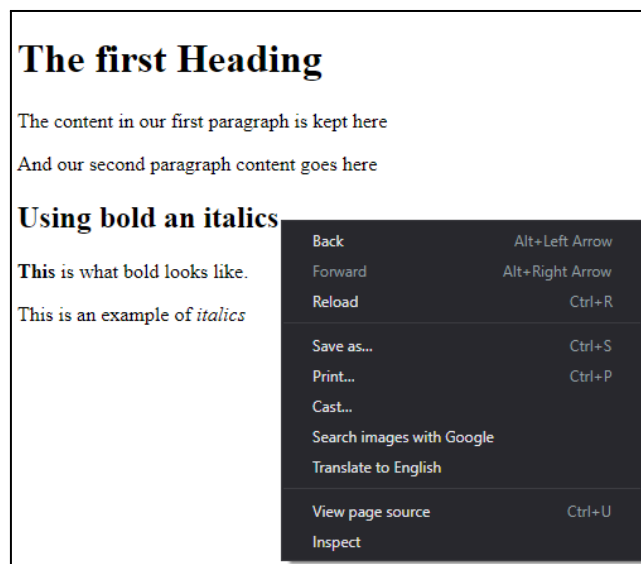 The first Heading
The content in our first paragraph is kept here
And our second paragraph content goes here
Using bold an italics
This is what bold looks like.
This is an example of italics
Back Alt+Left Arrow
Forward Alt+Right Arrow
Reload Ctrl+R
Save as... Ctrl+S
Print... Ctrl+P
Cast...
Search images with Google
Translate to English
View page source Ctrl+U
Inspect